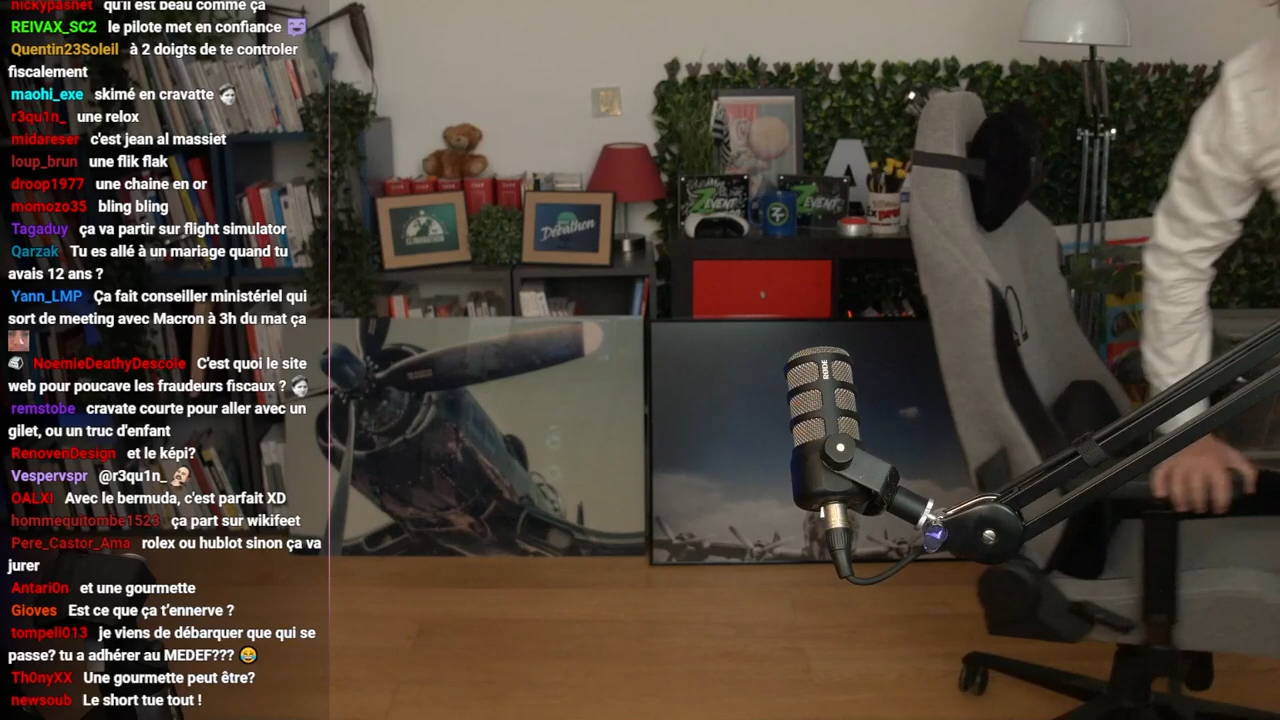 nickypasnet qu'il est beau comme ça
REIVAX_SC2 le pilote met en confiance
Quentin23Soleil à 2 doigts de te controler
fiscalement
maohi_exe skimé en cravatte
r3qu1n_ une relox
midareser c'est jean al massiet
loup_brun une flik flak
droop1977 une chaine en or
momozo35 bling bling
Tagaduy ça va partir sur flight simulator
Qarzak Tu es allé à un mariage quand tu
avais 12 ans ?
Yann_LMP Ça fait conseiller ministériel qui
sort de meeting avec Macron à 3h du mat ça
NoemieDeathyDescole C'est quoi le site
web pour poucave les fraudeurs fiscaux ?
remstobe cravate courte pour aller avec un
gilet, ou un truc d'enfant
RenovenDesign et le képi?
Vespervspr @r3qu1n_
OALXI Avec le bermuda, c'est parfait XD
hommequitombe1523 ça part sur wikifeet
Pere_Castor_Ama rolex ou hublot sinon ça va
jurer
Antari0n et une gourmette
Gioves Est ce que ça t'ennerve ?
tompell013 je viens de débarquer que qui se
passe? tu a adhérer au MEDEF???
Th0nyXX Une gourmette peut être?
newsoub Le short tue tout !
CLIMARATHON
Débathon
ZEVENT
ZEVENT
A
RØDE